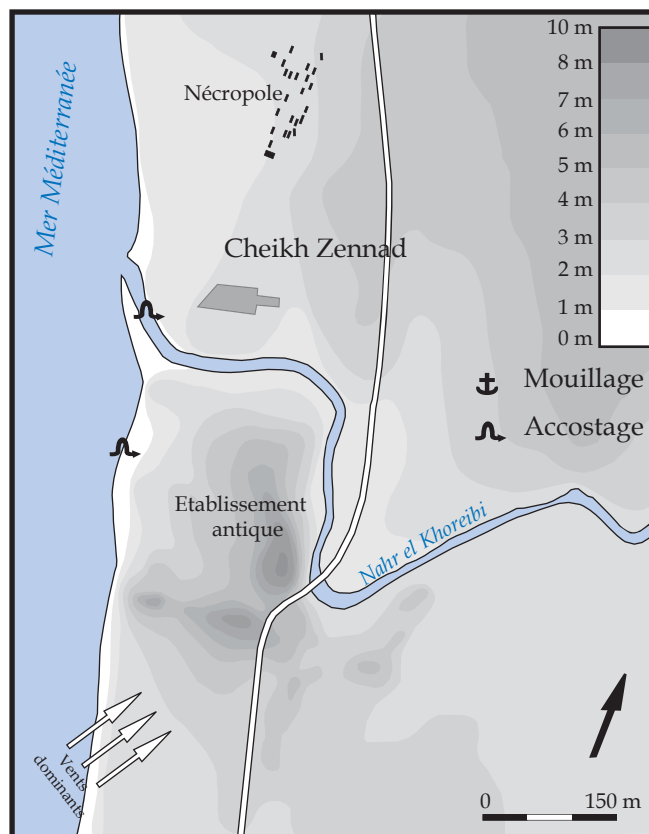 Mer Méditerranée
Nécropole
Cheikh Zennad
10 m
8 m
7 m
6 m
5 m
4 m
3 m
2 m
1 m
0 m
Mouillage
Accostage
Etablissement
antique
Nahr el Khoreibi
Vents
dominants
0 150 m